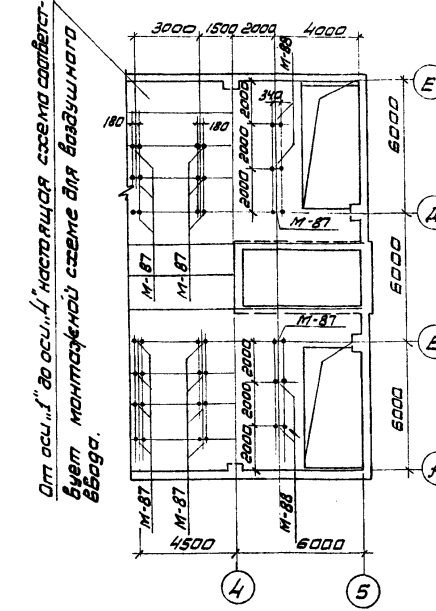 От оси „1" до оси „4" настоящая схема соответст-
вует монтажной схеме для воздушного
ввода.
3000 1500 2000 4000
М-88
Е
2000
340
180
180
2000
6000
2000
Д
М-87
М-87
М-87
6000
М-87
В
2000
2000
6000
2000
А
М-87
М-87
М-88
4500
6000
4
5